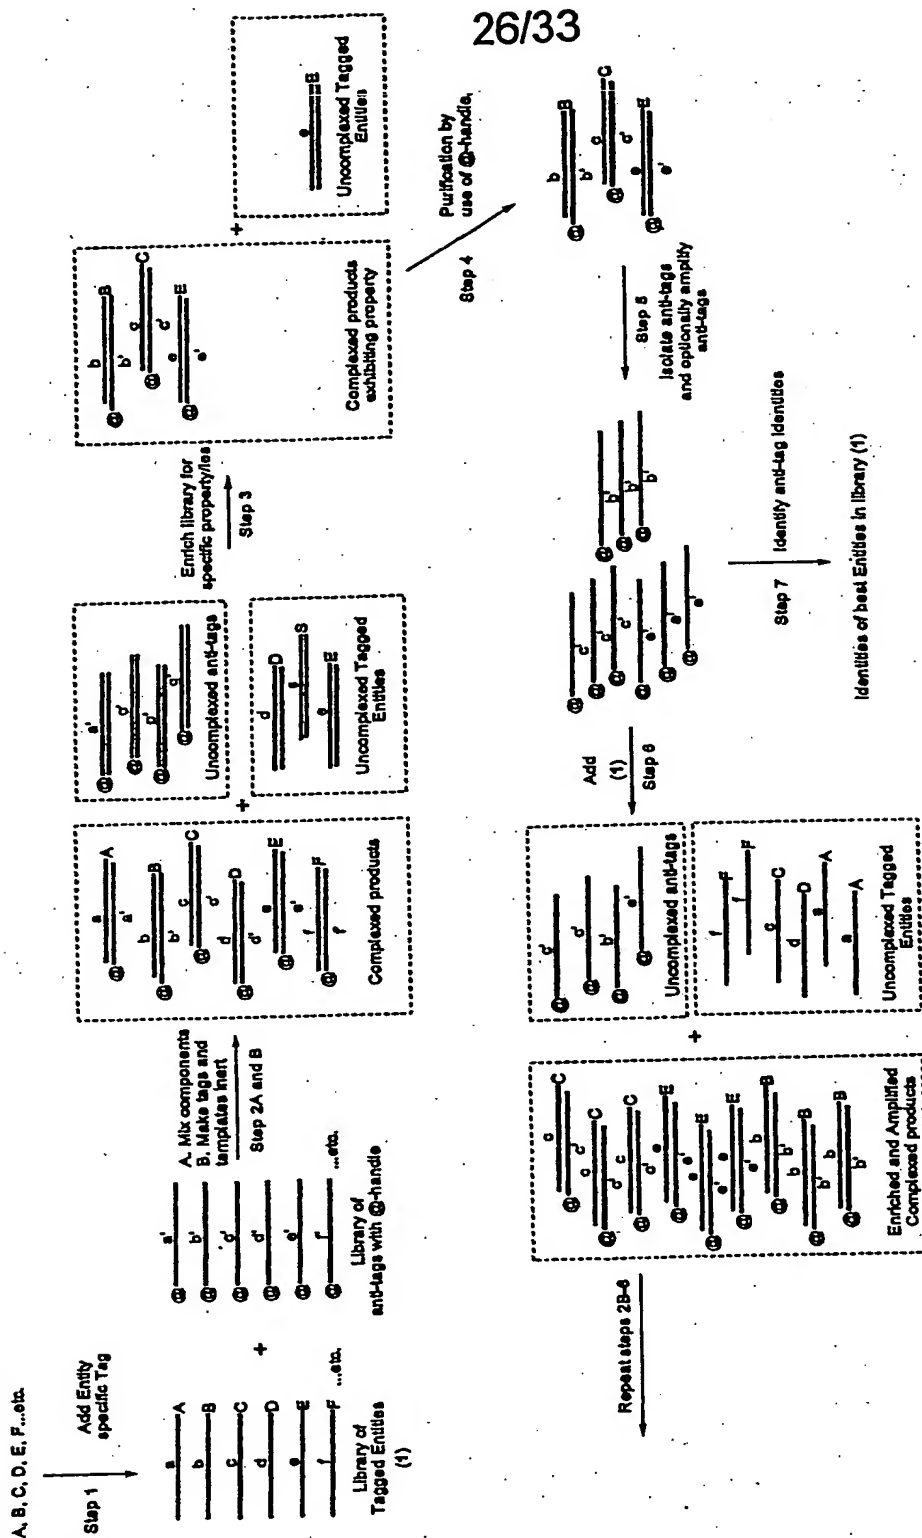 26/33
A, B, C, D, E, F...etc.
Step 1
Add Entity
specific Tag
a
A
b
B
c
C
d
D
e
E
f
F ...etc.
Library of
Tagged Entities
(1)
+
@
a'
@
b'
@
c'
@
d'
@
e'
@
f' ...etc.
Library of
anti-tags with @-handle
A. Mix components
B. Make tags and
templates inert
Step 2A and B
a
A
@
a'
b
B
@
b'
c
C
@
c'
d
D
@
d'
e
E
@
e'
f
F
@
f'
Complexed products
+
@
a'
@
d'
@
@
Uncomplexed anti-tags
d
D
S
e
E
Uncomplexed Tagged
Entities
Enrich library for
specific property/ies
Step 3
b
B
@
b'
c
C
@
c'
e
E
@
e'
Complexed products
exhibiting property
+
e
E
Uncomplexed Tagged
Entities
Step 4
Purification by
use of @-handle,
b
B
@
b'
c
C
@
c'
e
E
@
e'
Step 5
Isolate anti-tags
and optionally amplify
anti-tags
@
c'
@
c'
@
c'
@
e'
@
@
e'
@
b'
@
b'
@
b'
Step 7
Identify anti-tag identities
Identities of best Entities in library (1)
Add
(1)
Step 6
@
c'
@
@
b'
@
e'
Uncomplexed anti-tags
f
F
f
F
c
C
d
D
a
A
a
A
Uncomplexed Tagged
Entities
+
c
C
@
c'
c
C
@
c'
c
C
@
c'
e
E
@
e'
e
E
@
e'
e
E
@
e'
b
B
@
b'
b
B
@
b'
b
B
@
b'
Enriched and Amplified
Complexed products
Repeat steps 2B-6